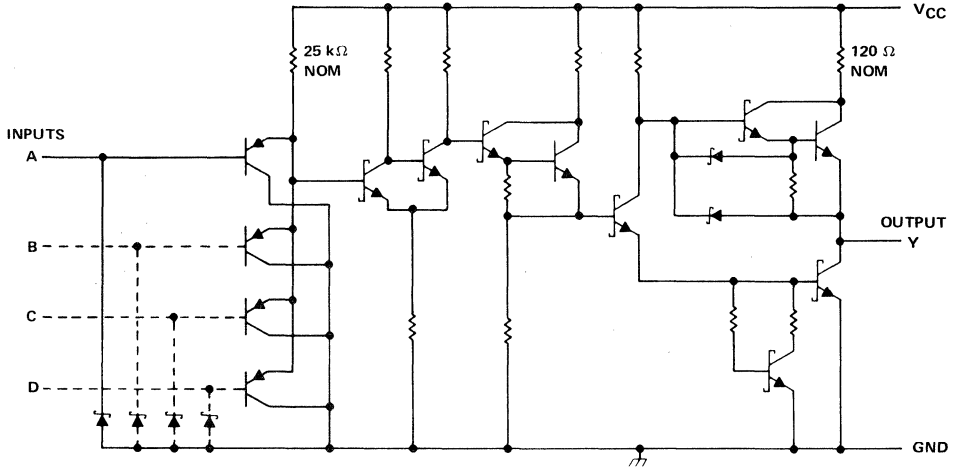 VCC
25 kΩ
NOM
120 Ω
NOM
INPUTS
A
B
C
D
OUTPUT
Y
GND